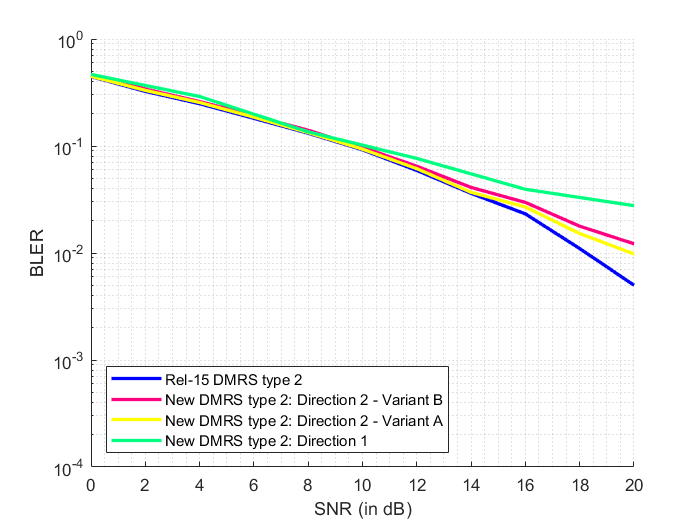 10^0
10^-1
10^-2
10^-3
10^-4
BLER
Rel-15 DMRS type 2
New DMRS type 2: Direction 2 - Variant B
New DMRS type 2: Direction 2 - Variant A
New DMRS type 2: Direction 1
0 2 4 6 8 10 12 14 16 18 20
SNR (in dB)